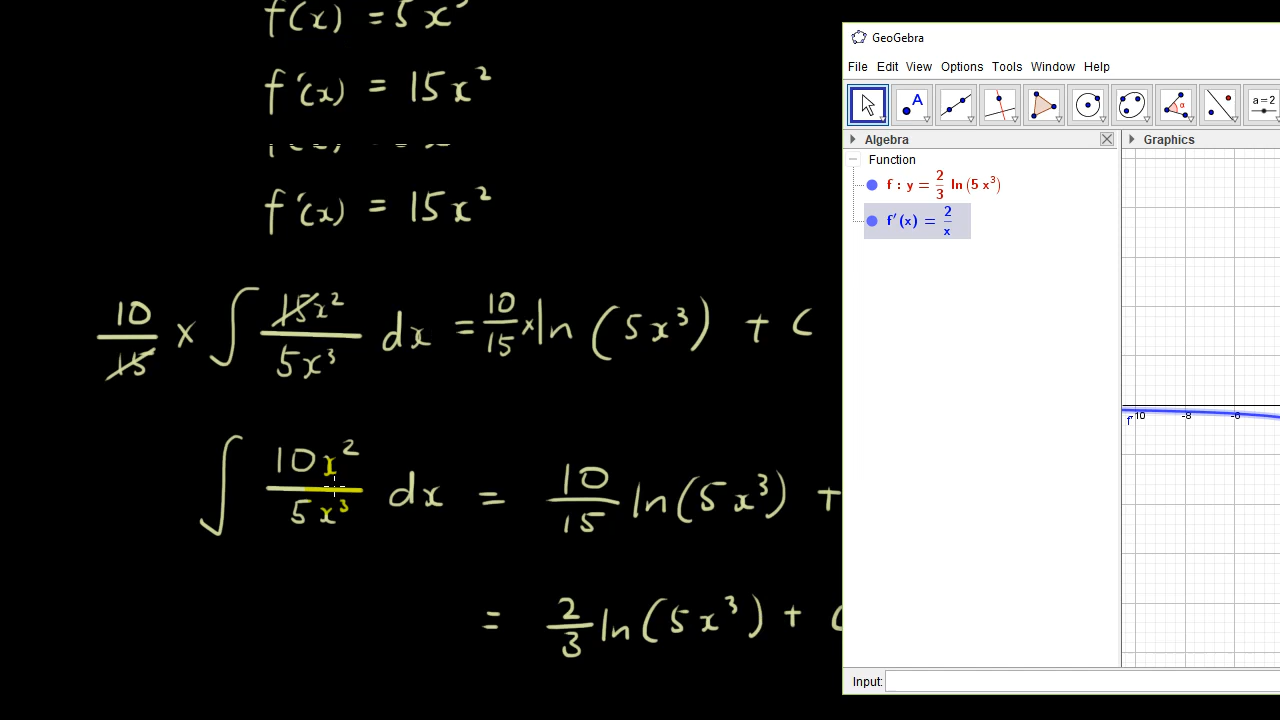 f(x) = 5x³
f'(x) = 15x²
f'(x) = 15x²
10/15 × ∫ 15x²/5x³ dx = 10/15 × ln(5x³) + C
∫ 10x²/5x³ dx = 10/15 ln(5x³) +
= 2/3 ln(5x³) + C
GeoGebra
File Edit View Options Tools Window Help
A
α
a=2
Algebra
Graphics
Function
f : y = 2/3 ln(5 x³)
f'(x) = 2/x
-10 -8 -6
f'
Input: